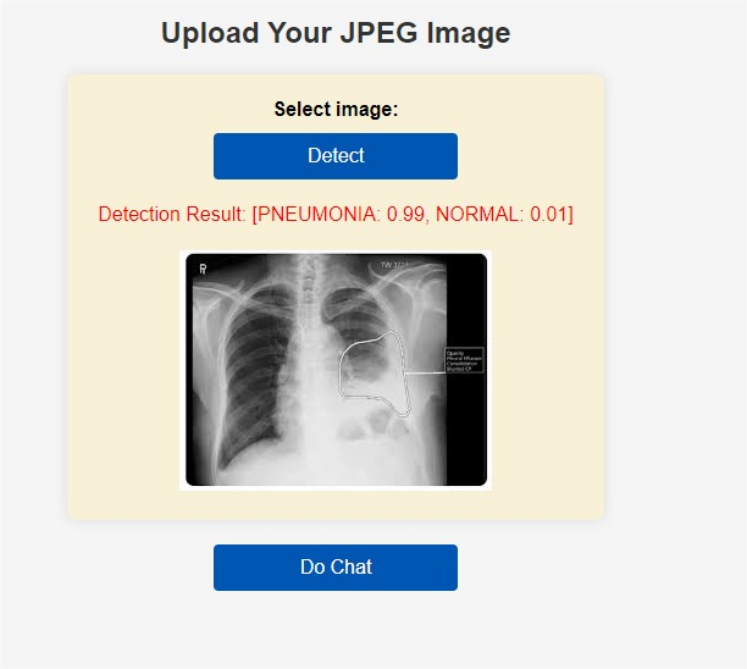 Upload Your JPEG Image
Select image:
Detect
Detection Result: [PNEUMONIA: 0.99, NORMAL: 0.01]
R
Opacity
Pleural Effusion
Consolidation
Blunted CP
Do Chat